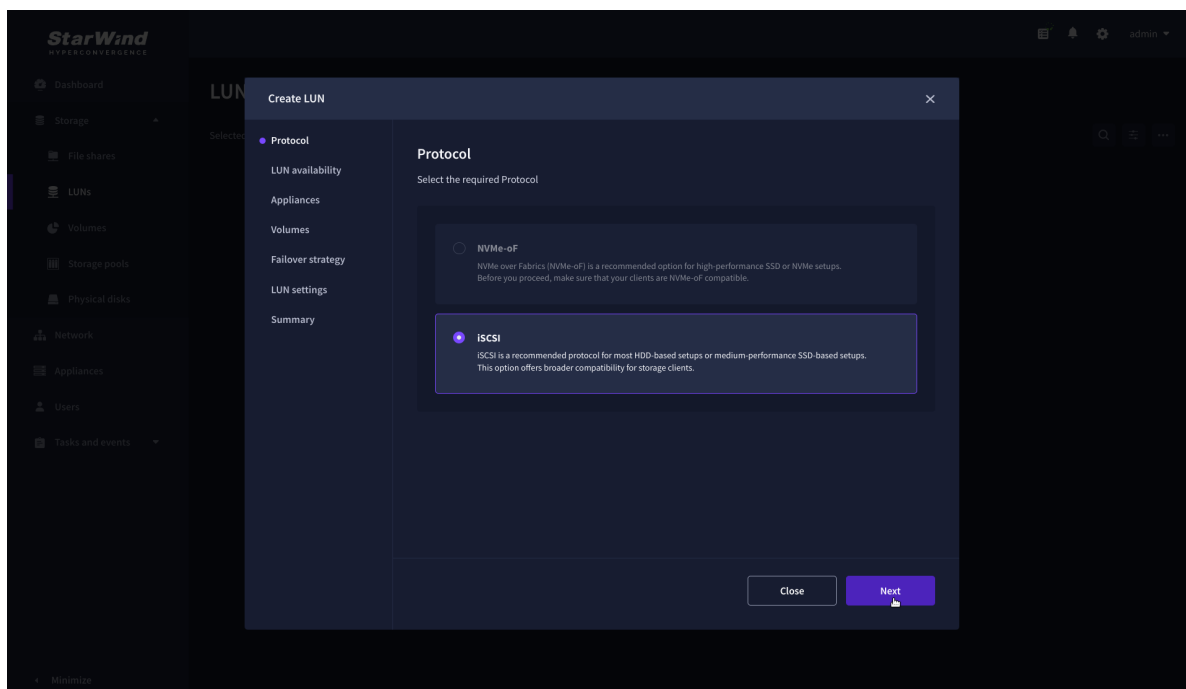 StarWind
HYPERCONVERGENCE
admin
Dashboard
Storage
File shares
LUNs
Volumes
Storage pools
Physical disks
Network
Appliances
Users
Tasks and events
Minimize
LUN
Selected
Create LUN
Protocol
LUN availability
Appliances
Volumes
Failover strategy
LUN settings
Summary
Protocol
Select the required Protocol
NVMe-oF
NVMe over Fabrics (NVMe-oF) is a recommended option for high-performance SSD or NVMe setups.
Before you proceed, make sure that your clients are NVMe-oF compatible.
iSCSI
iSCSI is a recommended protocol for most HDD-based setups or medium-performance SSD-based setups.
This option offers broader compatibility for storage clients.
Close
Next